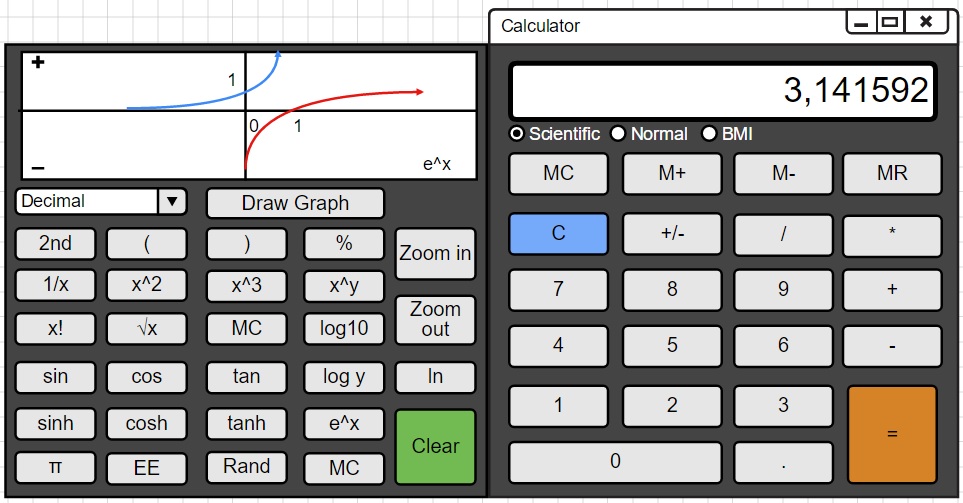 Calculator
+
1
0
1
–
e^x
3,141592
Scientific Normal BMI
MC M+ M- MR
C +/- / *
7 8 9 +
4 5 6 -
1 2 3 =
0 .
Decimal Draw Graph
2nd ( ) % Zoom in
1/x x^2 x^3 x^y
x! √x MC log10 Zoom
out
sin cos tan log y ln
sinh cosh tanh e^x Clear
π EE Rand MC